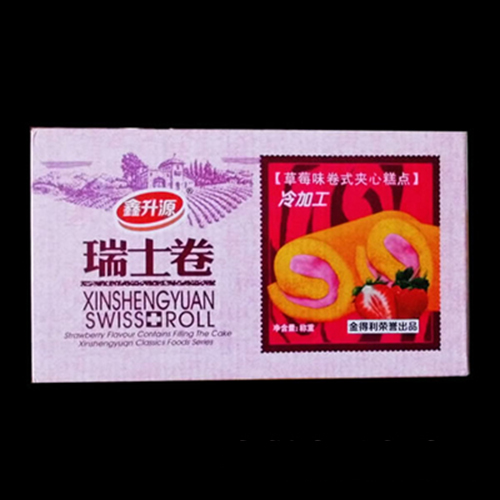 鑫升源
瑞士卷
XINSHENGYUAN
SWISS ROLL
Strawberry Flavour Contains Filling The Cake
Xinshengyuan Classics Foods Series
【草莓味卷式夹心糕点】
冷加工
净含量:称重
金得利荣誉出品